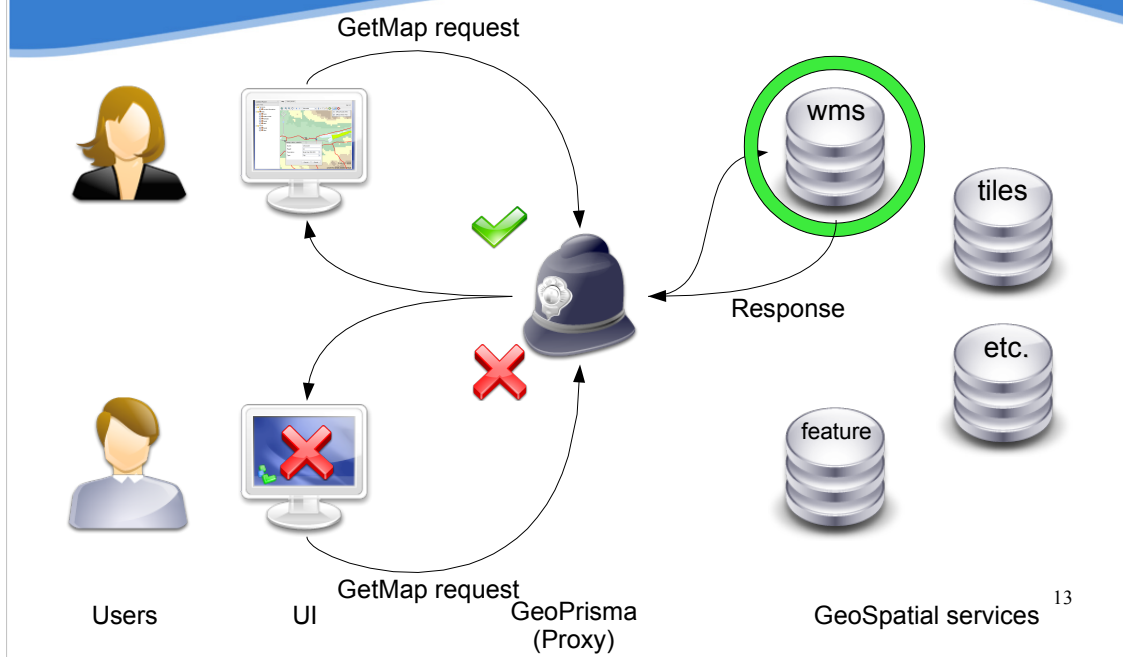 GetMap request
wms
tiles
Response
etc.
feature
GetMap request
Users
UI
GeoPrisma
(Proxy)
GeoSpatial services
13